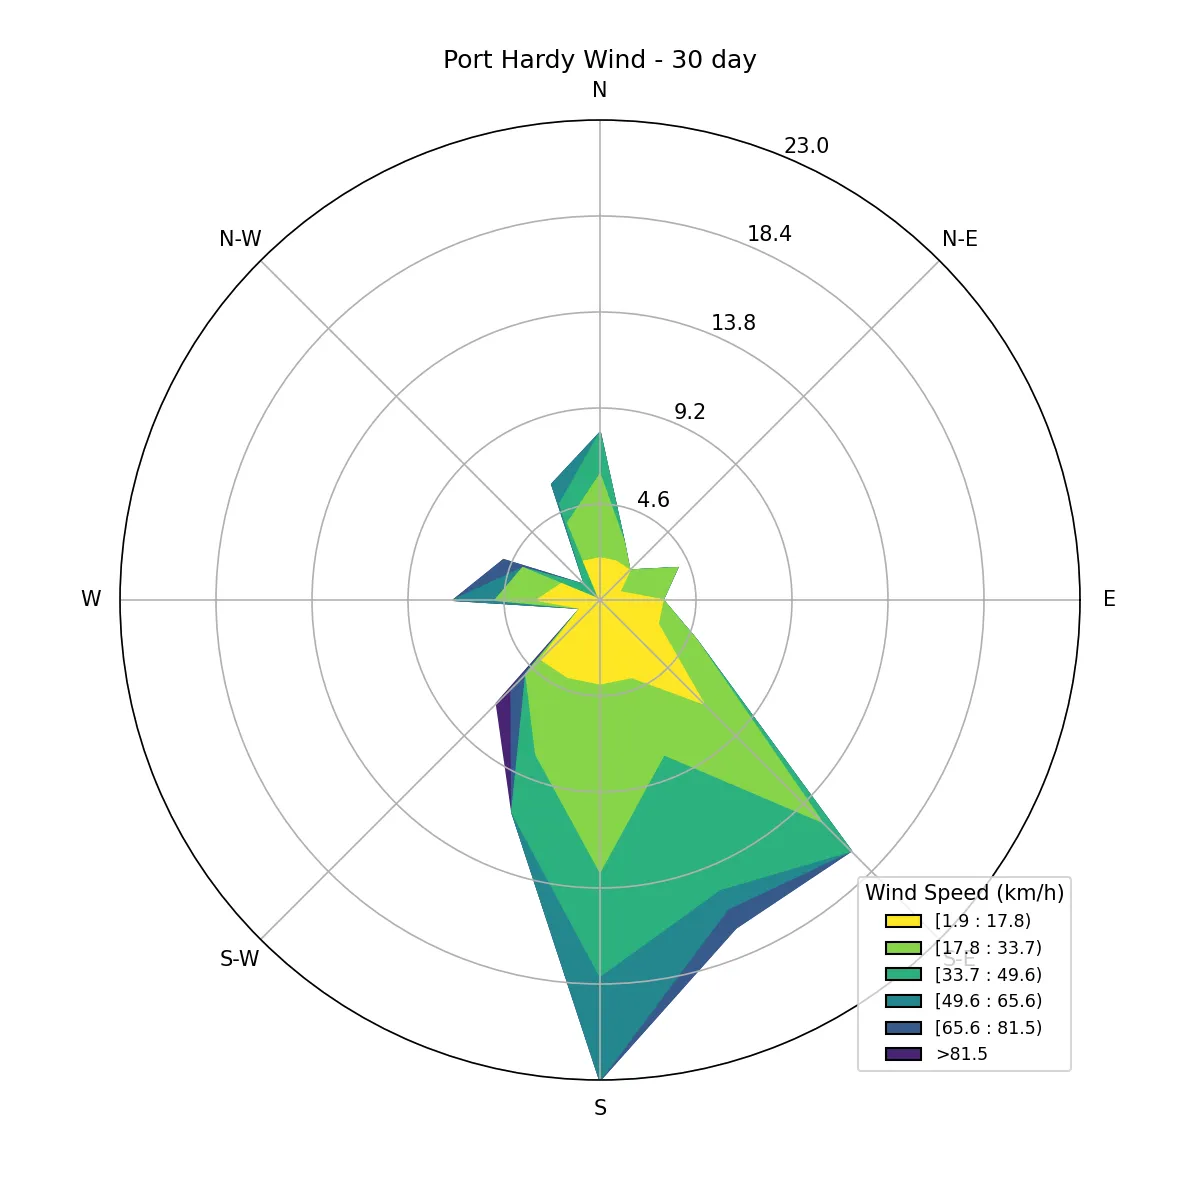 Port Hardy Wind - 30 day
N
23.0
18.4
N-W
N-E
13.8
9.2
4.6
W
E
Wind Speed (km/h)
[1.9 : 17.8)
[17.8 : 33.7)
S-W
S-E
[33.7 : 49.6)
[49.6 : 65.6)
[65.6 : 81.5)
>81.5
S